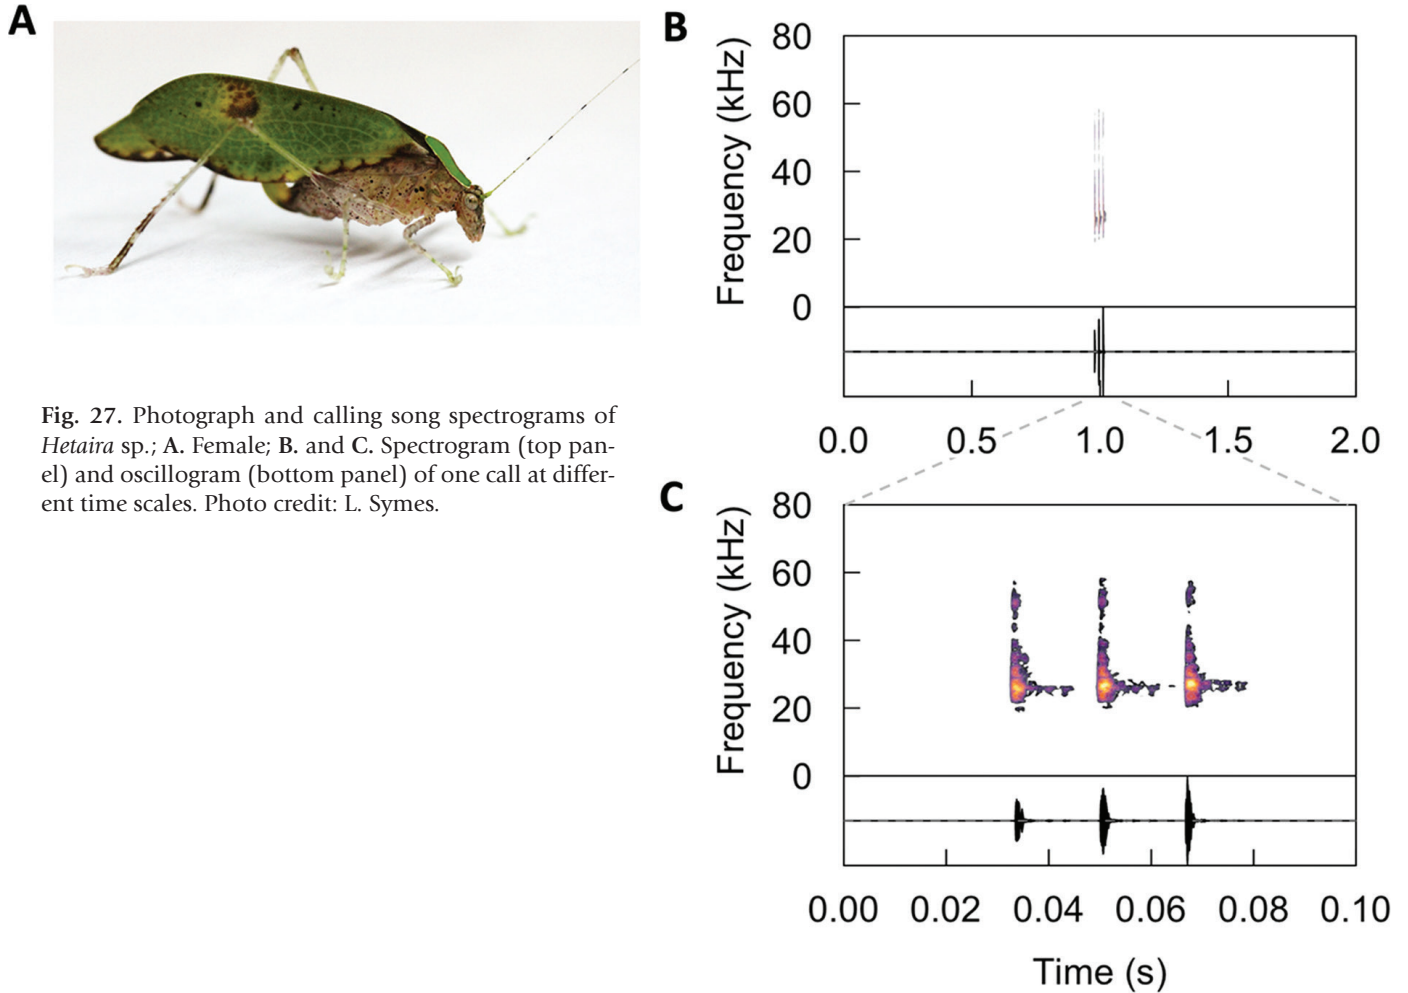 A
B
80
60
40
20
0
Frequency (kHz)
0.0 0.5 1.0 1.5 2.0
Fig. 27. Photograph and calling song spectrograms of
Hetaira sp.; A. Female; B. and C. Spectrogram (top pan-
el) and oscillogram (bottom panel) of one call at differ-
ent time scales. Photo credit: L. Symes.
C
80
60
40
20
0
Frequency (kHz)
0.00 0.02 0.04 0.06 0.08 0.10
Time (s)